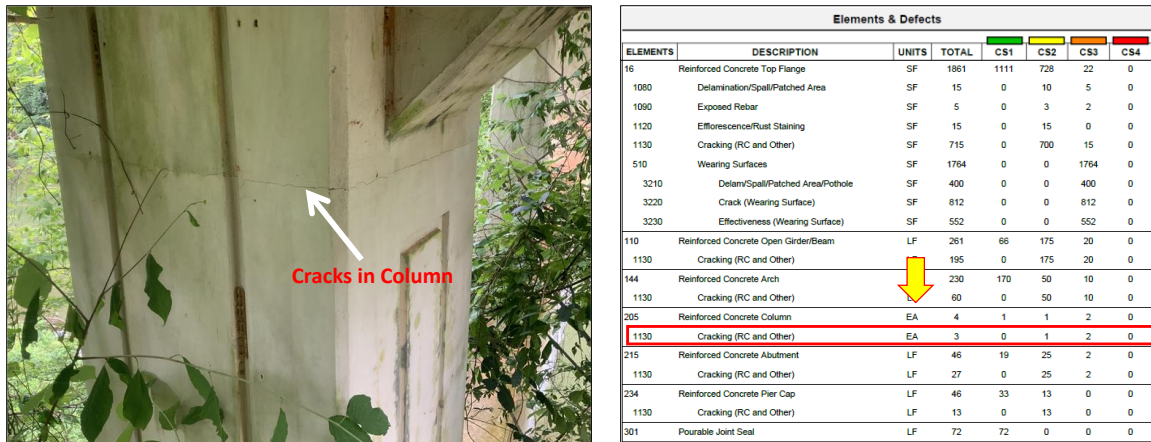 Cracks in Column
Elements & Defects
ELEMENTS DESCRIPTION UNITS TOTAL CS1 CS2 CS3 CS4
16 Reinforced Concrete Top Flange SF 1861 1111 728 22 0
1080 Delamination/Spall/Patched Area SF 15 0 10 5 0
1090 Exposed Rebar SF 5 0 3 2 0
1120 Efflorescence/Rust Staining SF 15 0 15 0 0
1130 Cracking (RC and Other) SF 715 0 700 15 0
510 Wearing Surfaces SF 1764 0 0 1764 0
3210 Delam/Spall/Patched Area/Pothole SF 400 0 0 400 0
3220 Crack (Wearing Surface) SF 812 0 0 812 0
3230 Effectiveness (Wearing Surface) SF 552 0 0 552 0
110 Reinforced Concrete Open Girder/Beam LF 261 66 175 20 0
1130 Cracking (RC and Other) 195 0 175 20 0
144 Reinforced Concrete Arch 230 170 50 10 0
1130 Cracking (RC and Other) 60 0 50 10 0
205 Reinforced Concrete Column EA 4 1 1 2 0
1130 Cracking (RC and Other) EA 3 0 1 2 0
215 Reinforced Concrete Abutment LF 46 19 25 2 0
1130 Cracking (RC and Other) LF 27 0 25 2 0
234 Reinforced Concrete Pier Cap LF 46 33 13 0 0
1130 Cracking (RC and Other) LF 13 0 13 0 0
301 Pourable Joint Seal LF 72 72 0 0 0